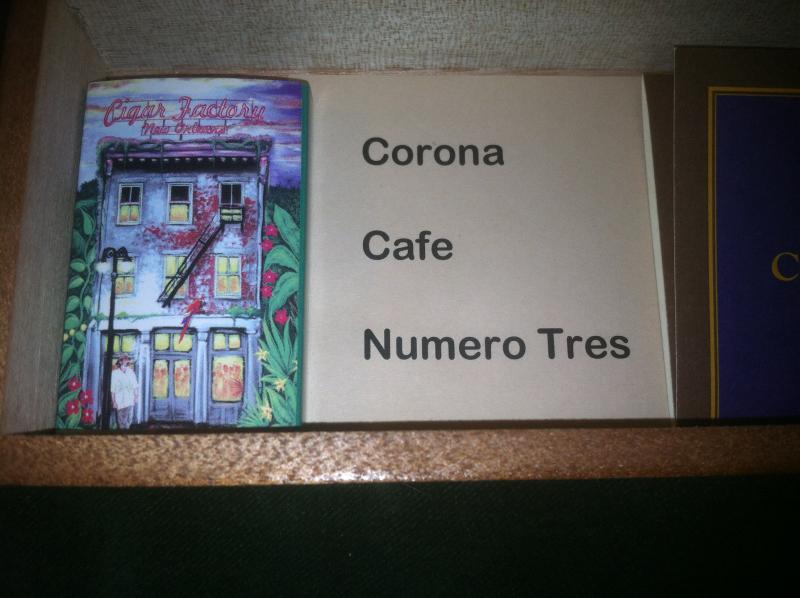 Cigar Factory
New Orleans
Corona
Cafe
Numero Tres
C